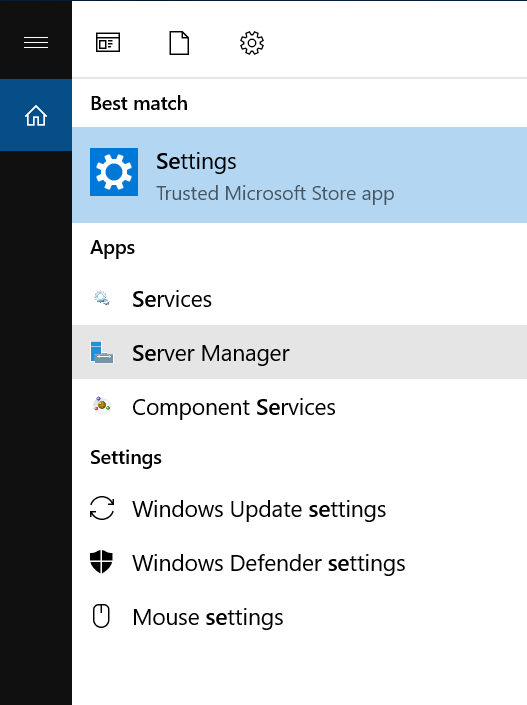 Best match
Settings
Trusted Microsoft Store app
Apps
Services
Server Manager
Component Services
Settings
Windows Update settings
Windows Defender settings
Mouse settings